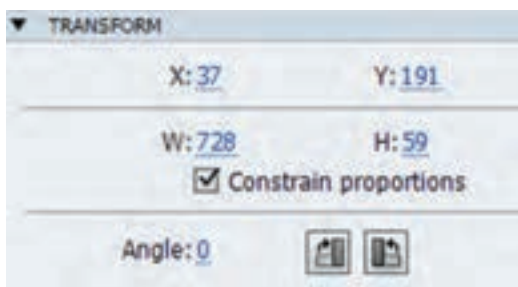 TRANSFORM
X: 37 Y: 191
W: 728 H: 59
Constrain proportions
Angle: 0